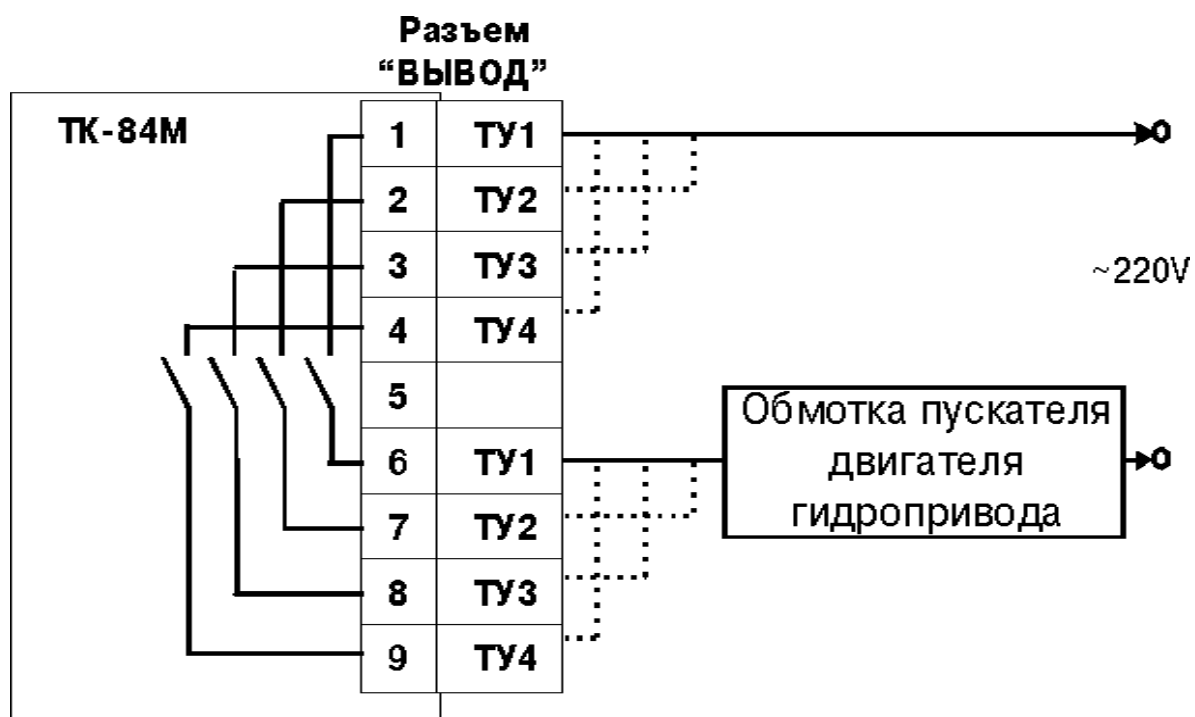 Разъем
“ВЫВОД”
ТК-84М
1 ТУ1
2 ТУ2
3 ТУ3
4 ТУ4
5
6 ТУ1
7 ТУ2
8 ТУ3
9 ТУ4
~220V
Обмотка пускателя
двигателя
гидропривода